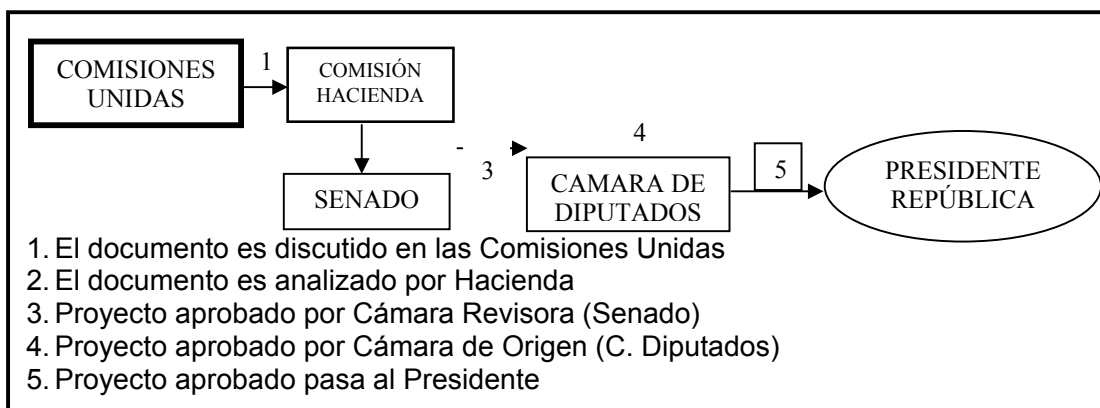 COMISIONES
UNIDAS
1
COMISIÓN
HACIENDA
SENADO
3
4
CAMARA DE
DIPUTADOS
5
PRESIDENTE
REPÚBLICA
1. El documento es discutido en las Comisiones Unidas
2. El documento es analizado por Hacienda
3. Proyecto aprobado por Cámara Revisora (Senado)
4. Proyecto aprobado por Cámara de Origen (C. Diputados)
5. Proyecto aprobado pasa al Presidente